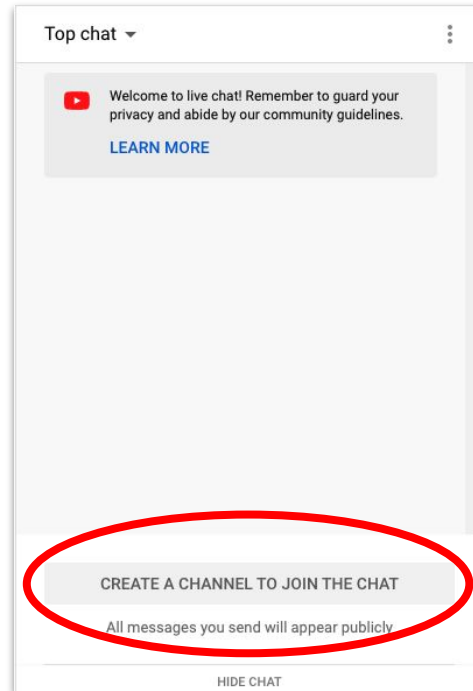 Top chat
Welcome to live chat! Remember to guard your
privacy and abide by our community guidelines.
LEARN MORE
CREATE A CHANNEL TO JOIN THE CHAT
All messages you send will appear publicly
HIDE CHAT